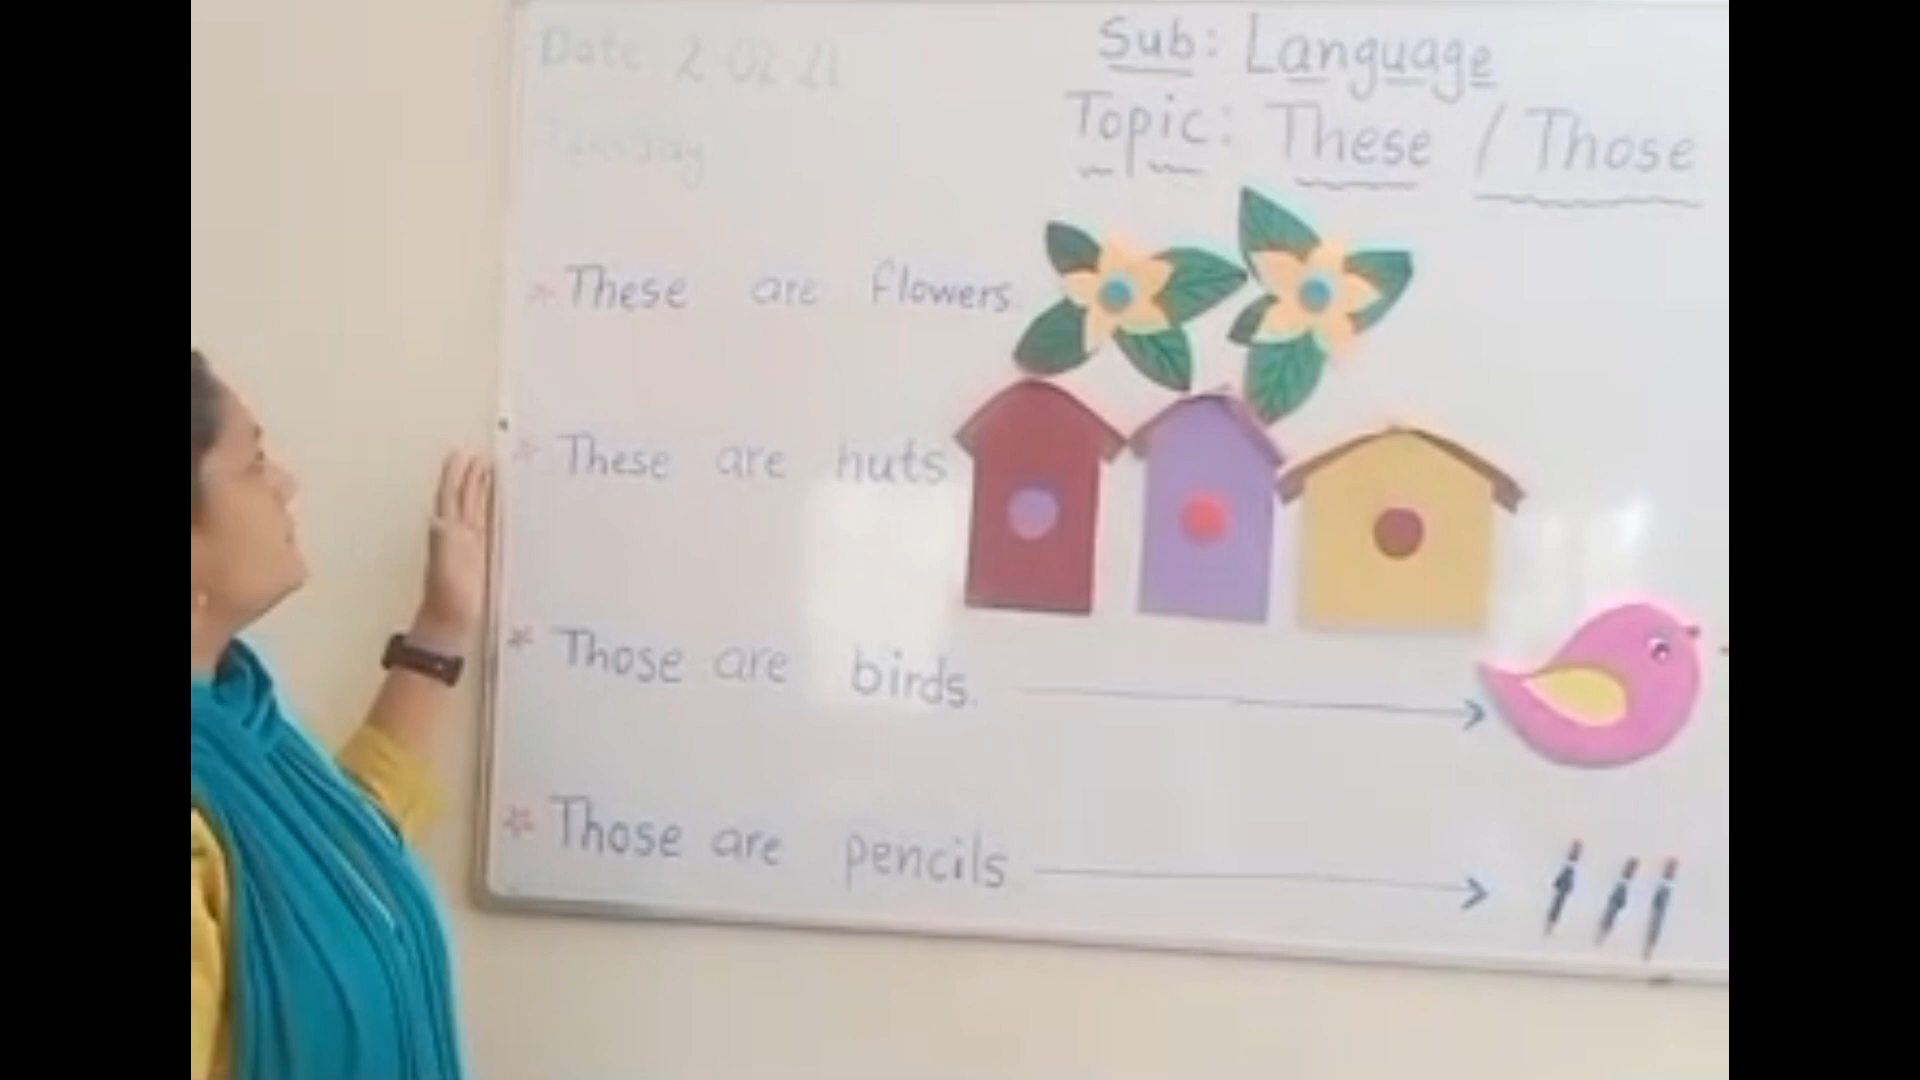 Date: 2-02-21
Tuesday
Sub: Language
Topic: These / Those
* These are flowers.
* These are huts
* Those are birds.
* Those are pencils